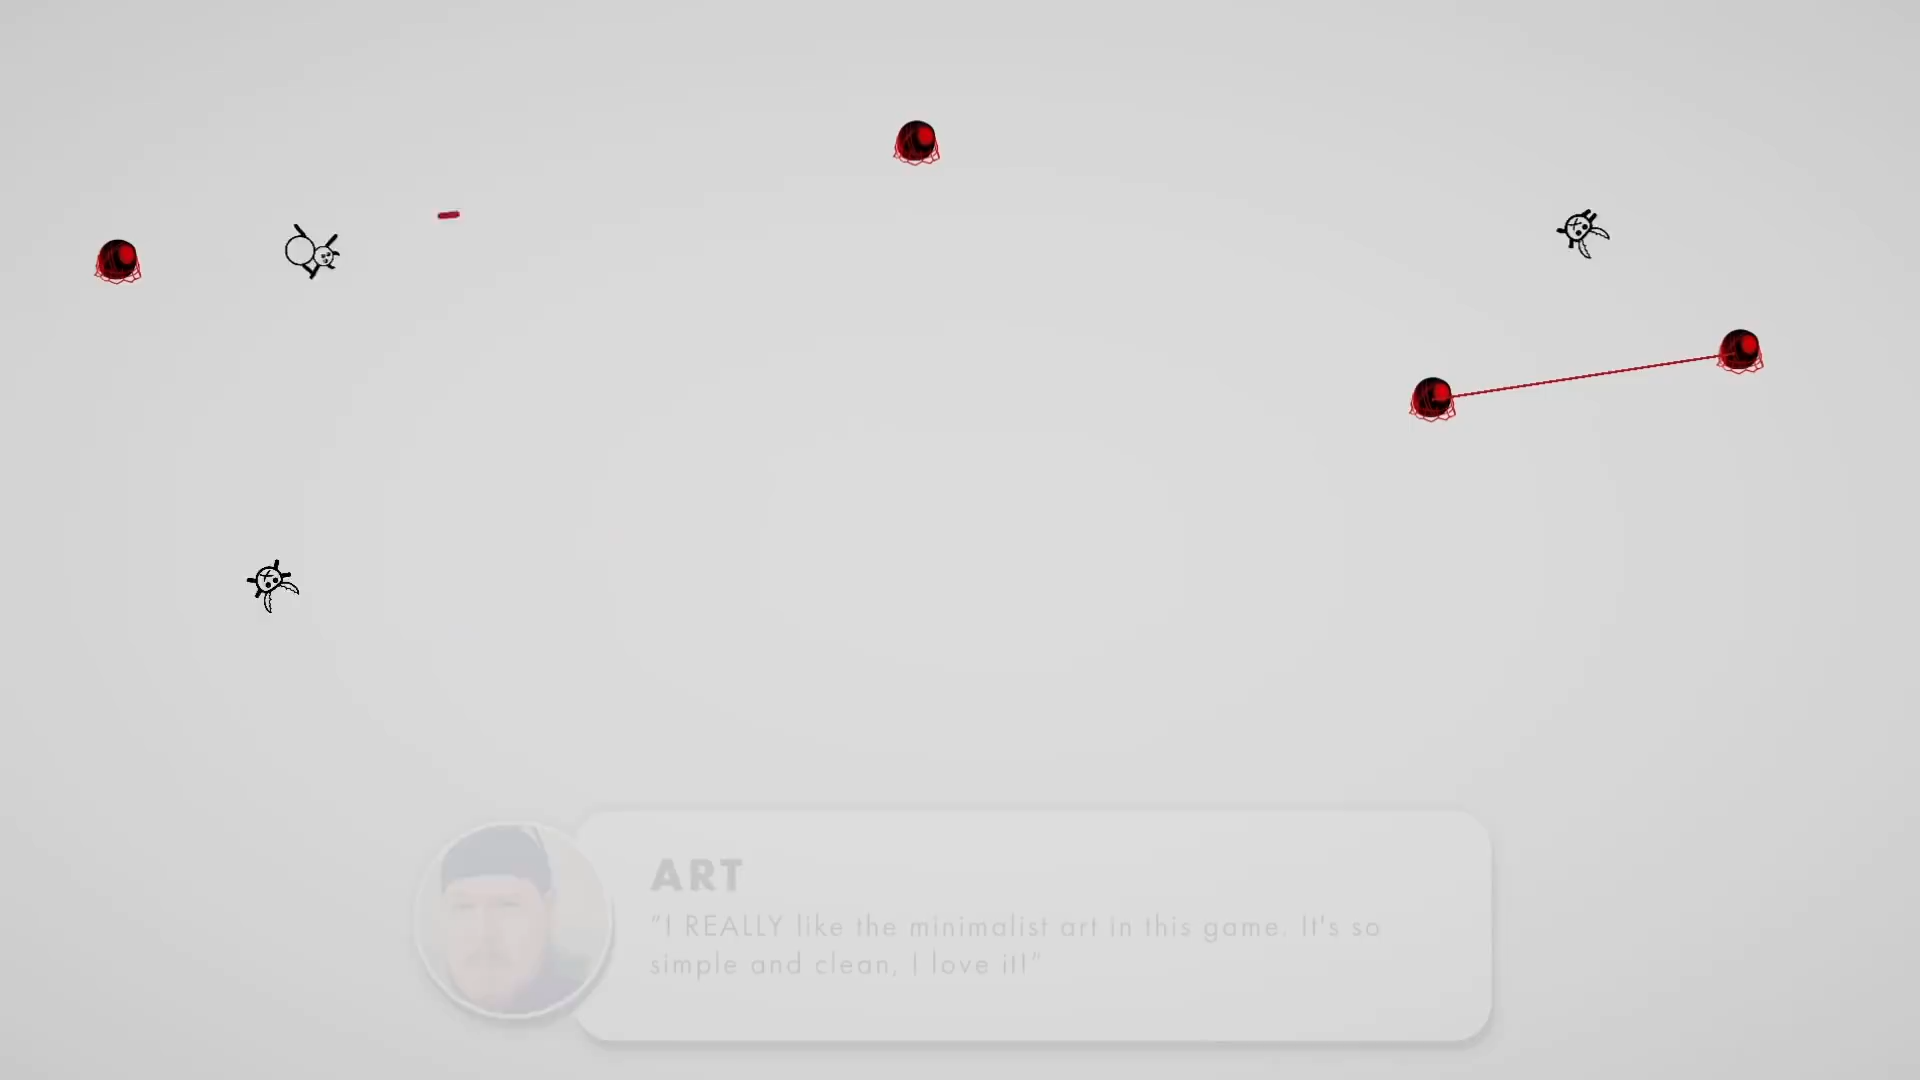 ART
"I REALLY like the minimalist art in this game. It's so
simple and clean, I love it!"